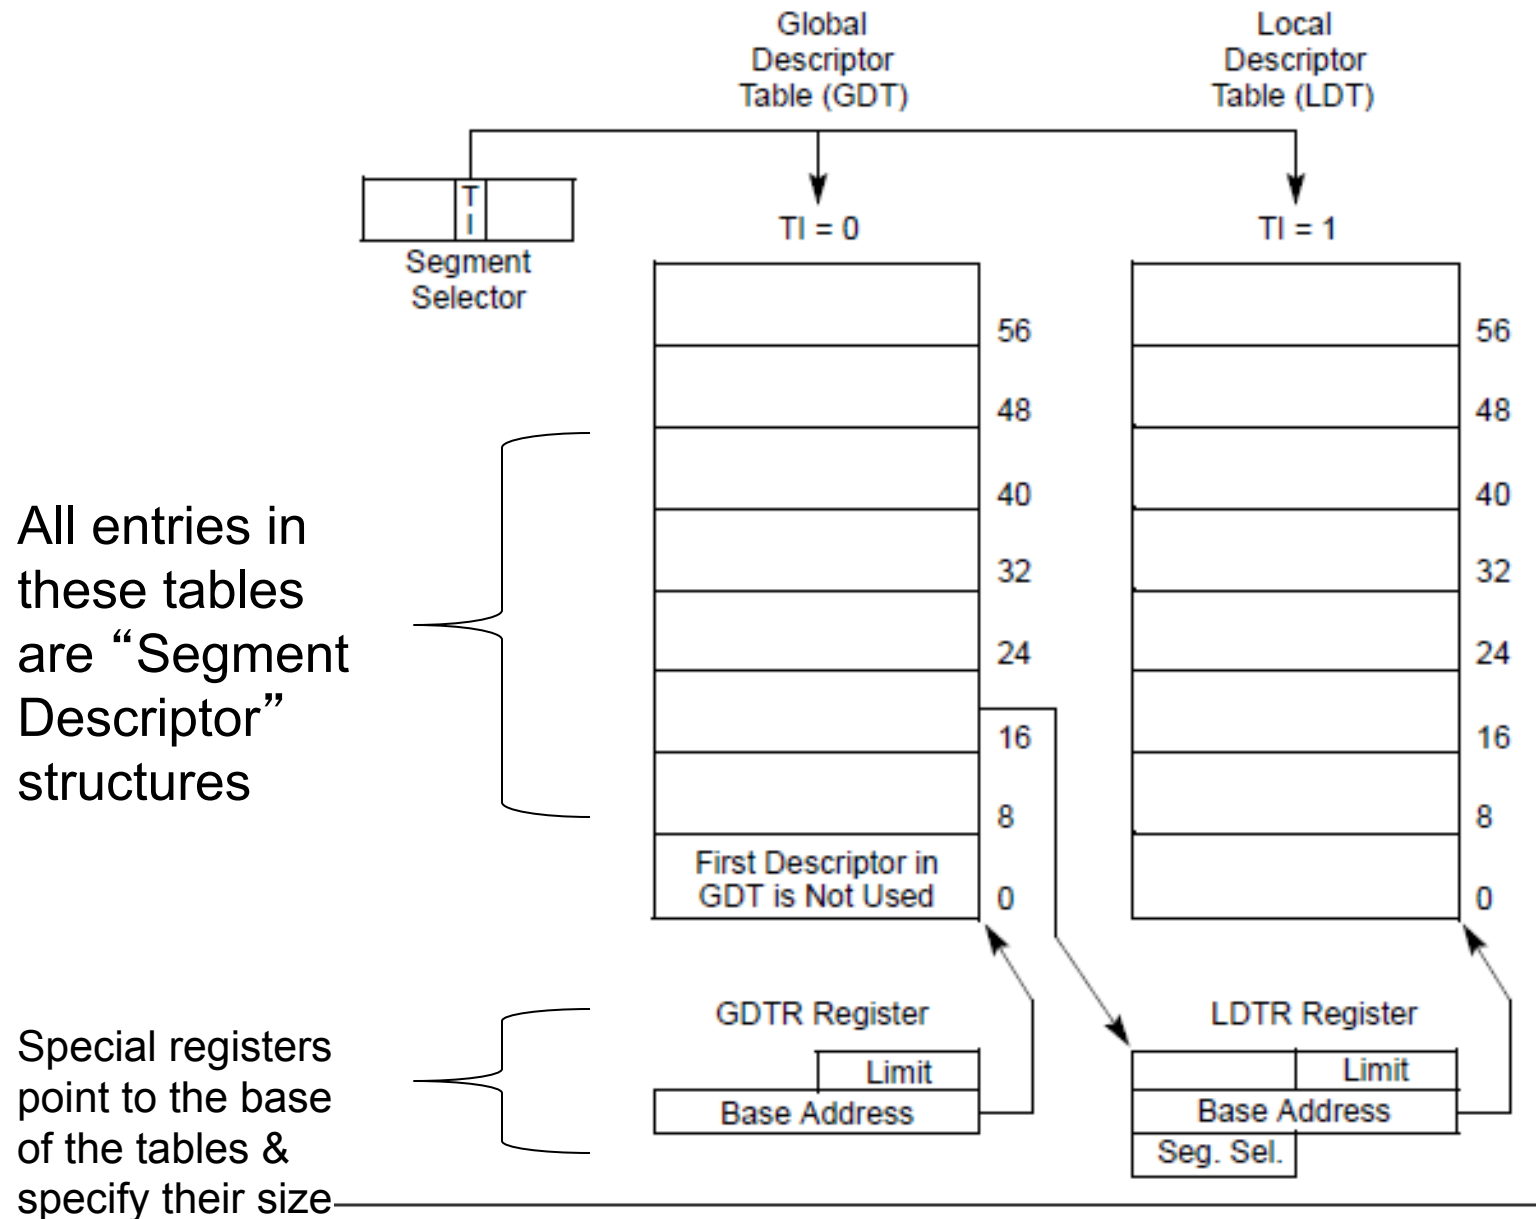 Global
Descriptor
Table (GDT)
Local
Descriptor
Table (LDT)
T
I
Segment
Selector
TI = 0
TI = 1
56
48
40
32
24
16
8
First Descriptor in
GDT is Not Used
0
56
48
40
32
24
16
8
0
All entries in
these tables
are “Segment
Descriptor”
structures
GDTR Register
Limit
Base Address
LDTR Register
Limit
Base Address
Seg. Sel.
Special registers
point to the base
of the tables &
specify their size